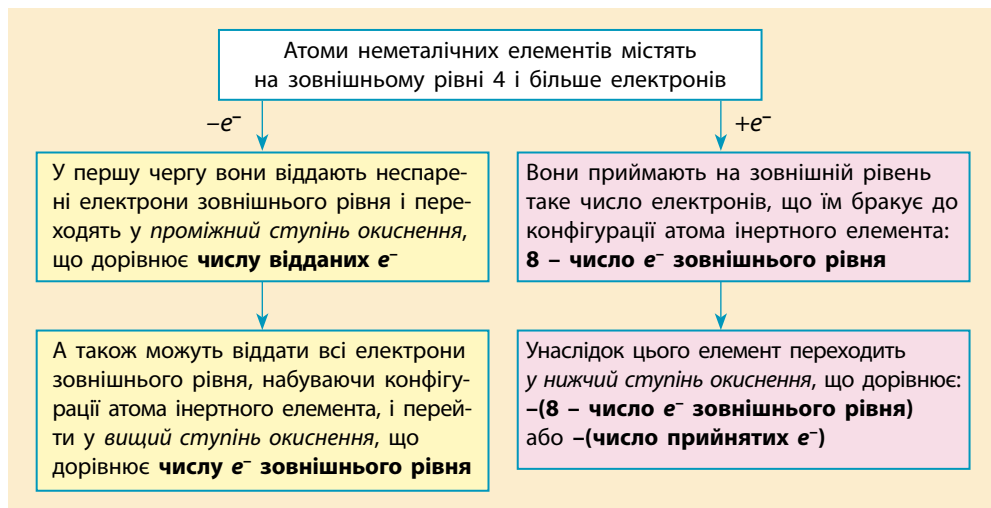 Атоми неметалічних елементів містять
на зовнішньому рівні 4 і більше електронів
–e⁻
+e⁻
У першу чергу вони віддають неспаре-
ні електрони зовнішнього рівня і пере-
ходять у проміжний ступінь окиснення,
що дорівнює числу відданих e⁻
Вони приймають на зовнішній рівень
таке число електронів, що їм бракує до
конфігурації атома інертного елемента:
8 – число e⁻ зовнішнього рівня
А також можуть віддати всі електрони
зовнішнього рівня, набуваючи конфігу-
рації атома інертного елемента, і перей-
ти у вищий ступінь окиснення, що
дорівнює числу e⁻ зовнішнього рівня
Унаслідок цього елемент переходить
у нижчий ступінь окиснення, що дорівнює:
–(8 – число e⁻ зовнішнього рівня)
або –(число прийнятих e⁻)